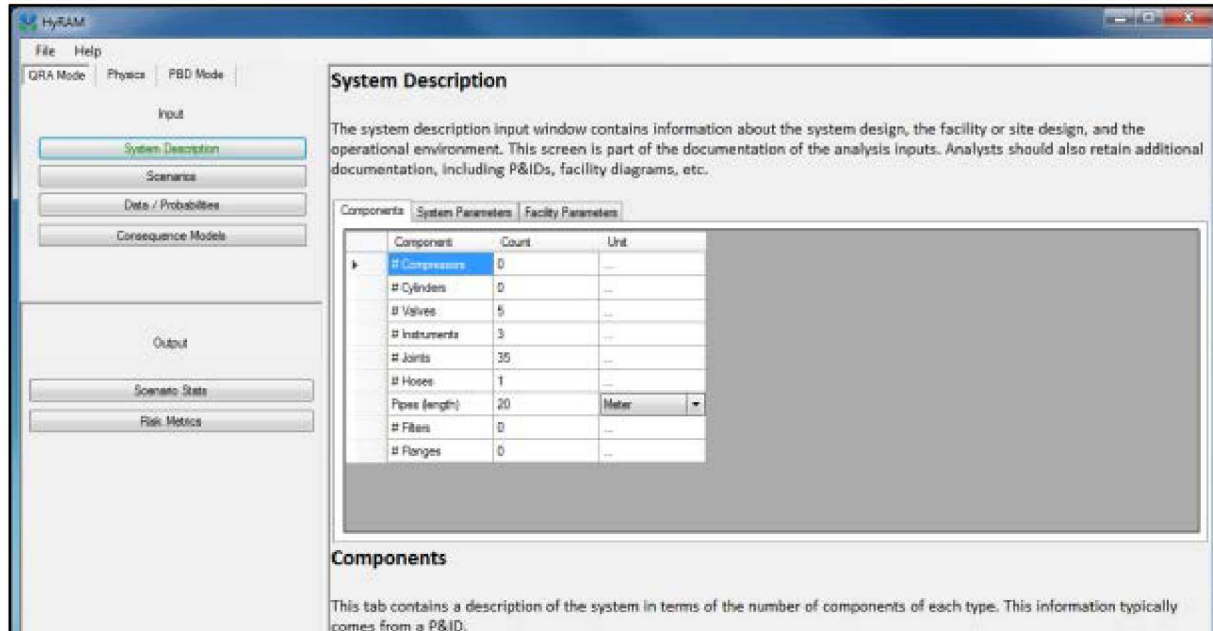 HyRAM
File Help
QRA Mode Physics PBD Mode
Input
System Description
Scenarios
Data / Probabilities
Consequence Models
Output
Scenario Stats
Risk Metrics
System Description
The system description input window contains information about the system design, the facility or site design, and the
operational environment. This screen is part of the documentation of the analysis inputs. Analysts should also retain additional
documentation, including P&IDs, facility diagrams, etc.
Components System Parameters Facility Parameters
Component Count Unit
# Compressors 0 ...
# Cylinders 0 ...
# Valves 5 ...
# Instruments 3 ...
# Joints 35 ...
# Hoses 1 ...
Pipes (length) 20 Meter
# Filters 0 ...
# Flanges 0 ...
Components
This tab contains a description of the system in terms of the number of components of each type. This information typically
comes from a P&ID.